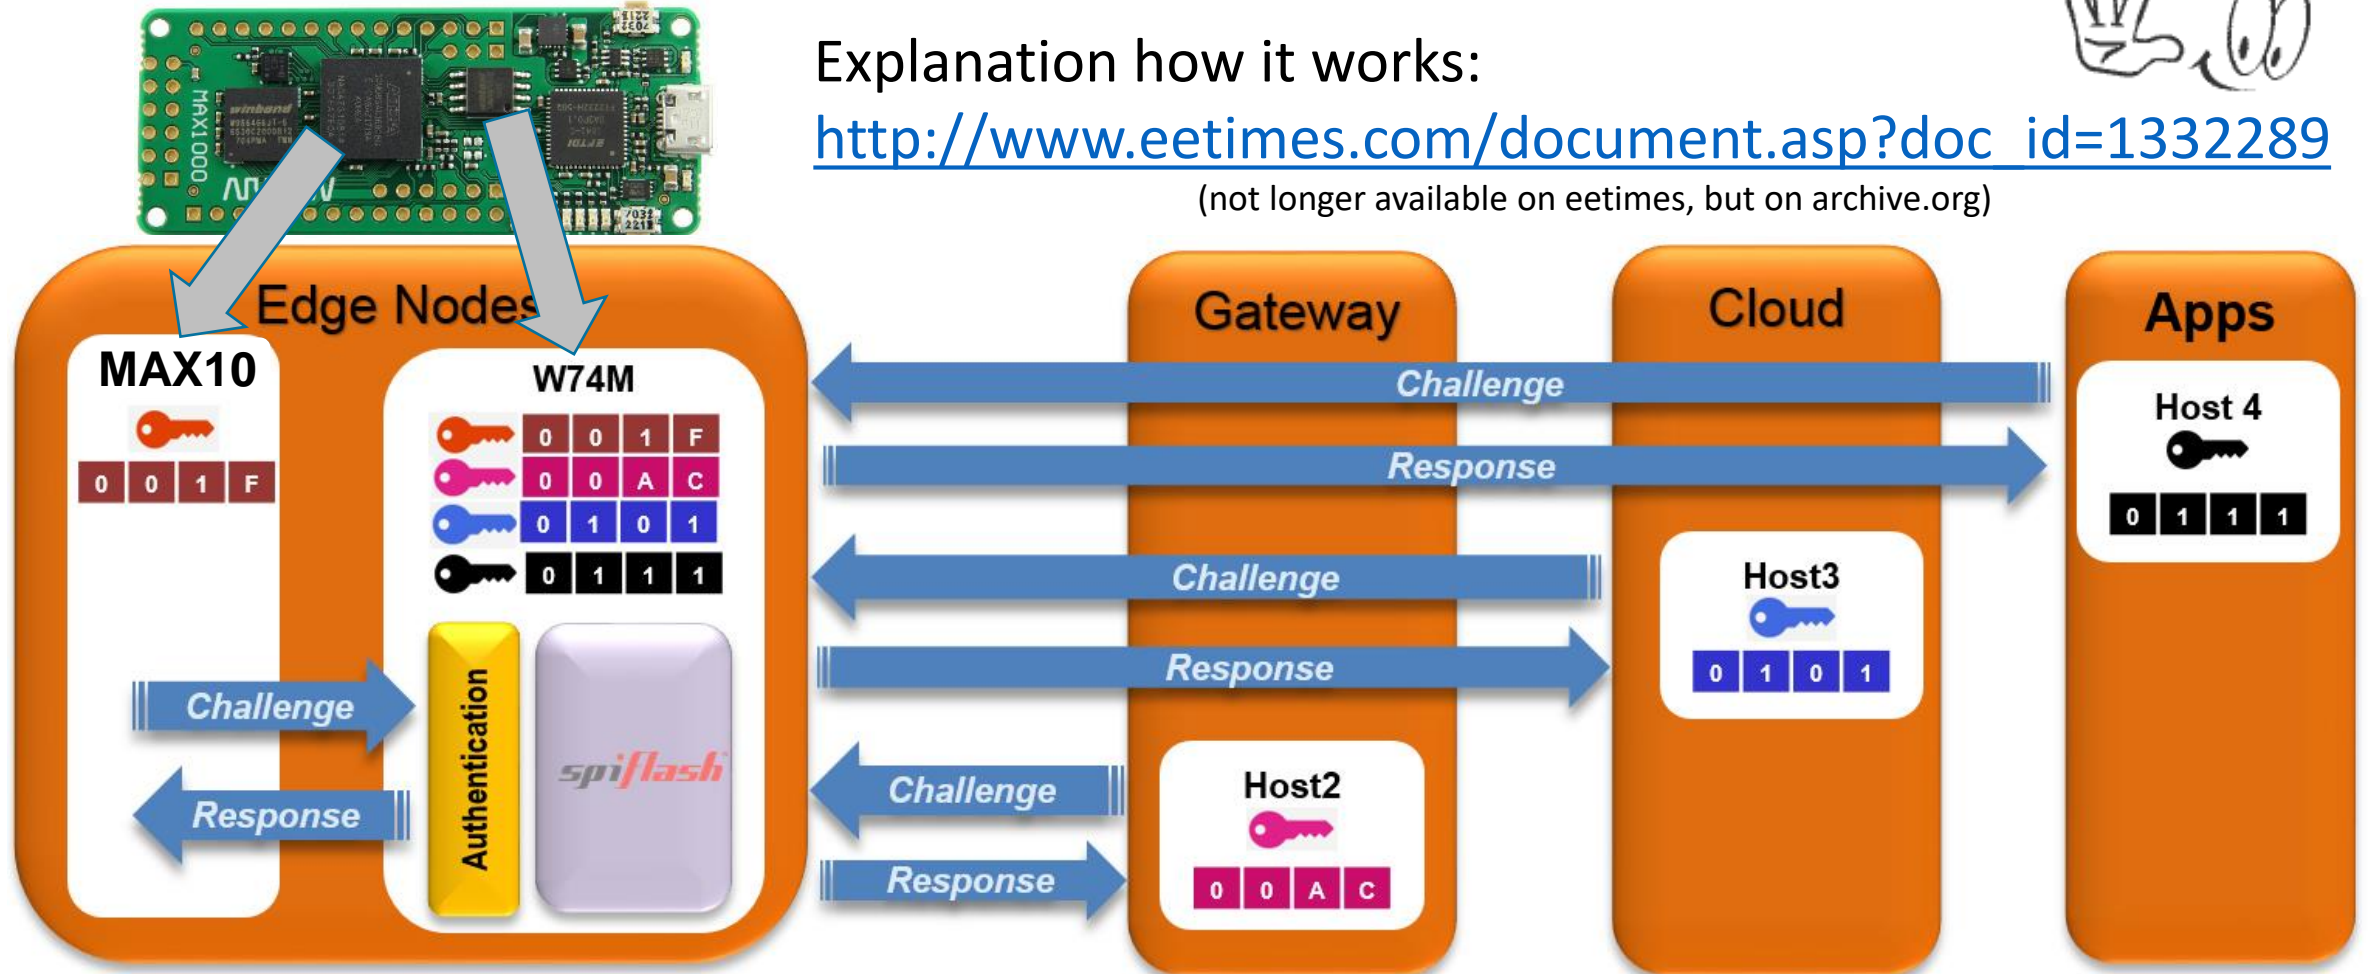 Explanation how it works:
http://www.eetimes.com/document.asp?doc_id=1332289
(not longer available on eetimes, but on archive.org)
winbond
MAX1000
FTDI
Edge Nodes
Gateway
Cloud
Apps
MAX10
0 0 1 F
W74M
0 0 1 F
0 0 A C
0 1 0 1
0 1 1 1
Challenge
Response
Authentication
spiflash
Challenge
Response
Challenge
Response
Challenge
Response
Host 4
0 1 1 1
Host3
0 1 0 1
Host2
0 0 A C